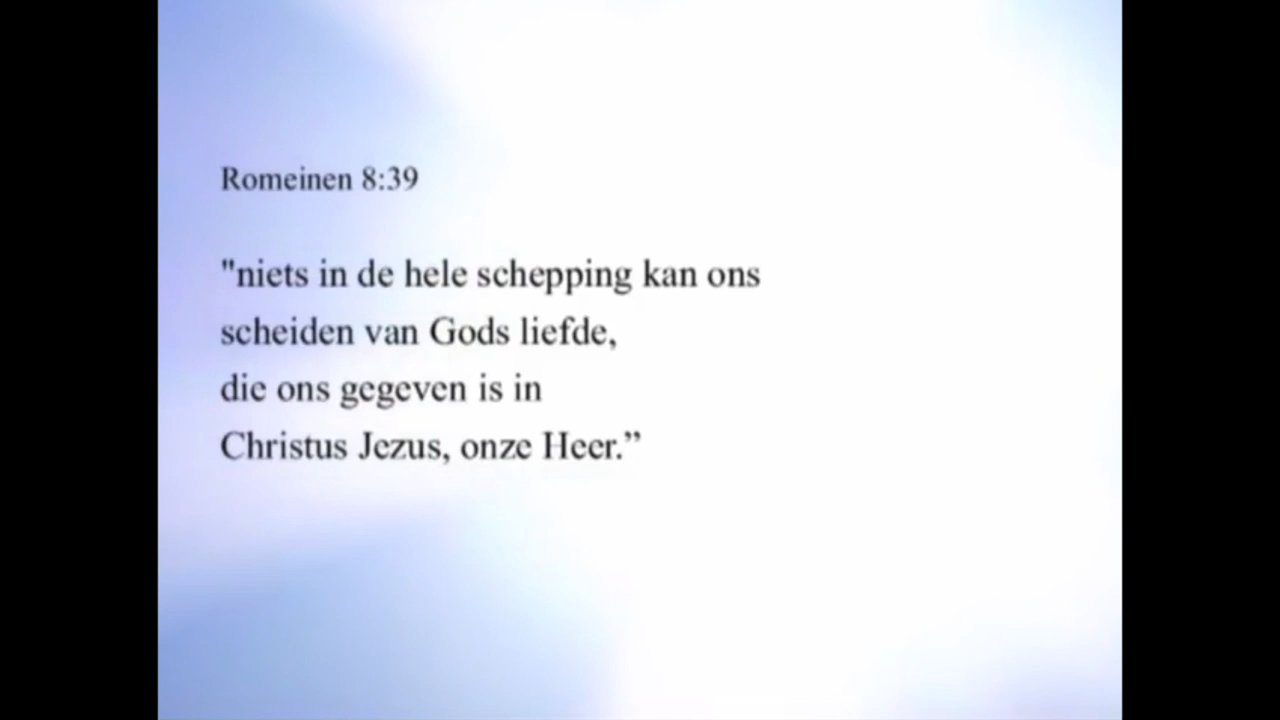 Romeinen 8:39
"niets in de hele schepping kan ons
scheiden van Gods liefde,
die ons gegeven is in
Christus Jezus, onze Heer.”